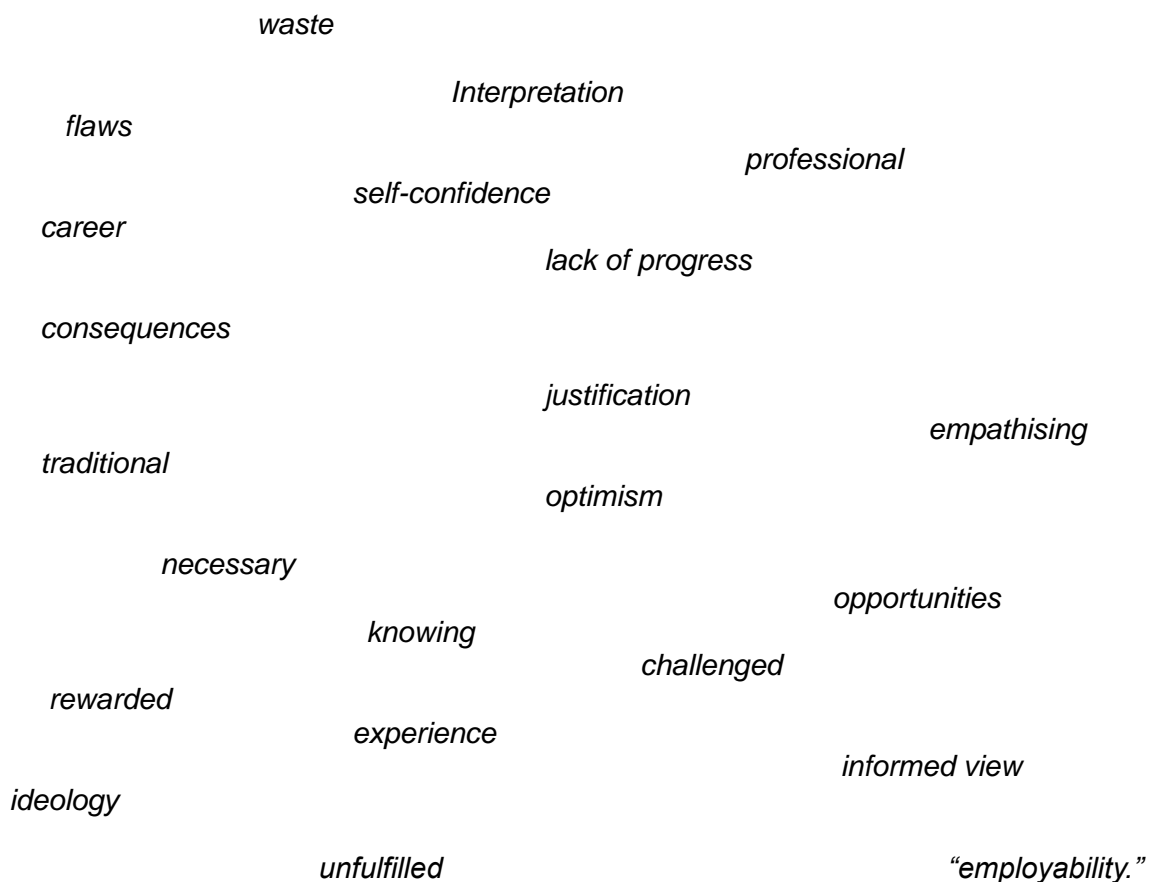 waste
Interpretation
flaws
professional
self-confidence
career
lack of progress
consequences
justification
empathising
traditional
optimism
necessary
opportunities
knowing
challenged
rewarded
experience
informed view
ideology
unfulfilled “employability.”